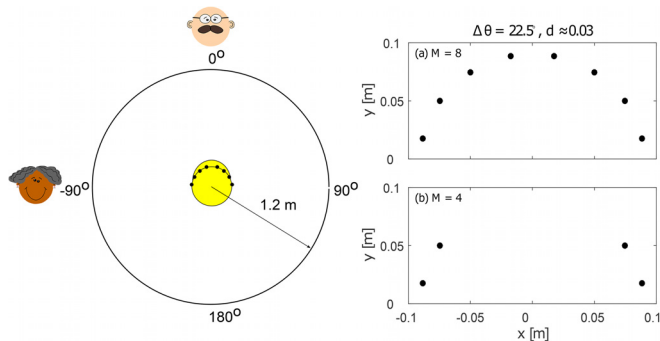 0°
-90°
90°
1.2 m
180°
Δθ = 22.5°, d ≈0.03
(a) M = 8
0.1
0.05
0
y [m]
(b) M = 4
0.1
0.05
0
y [m]
-0.1
-0.05
0
0.05
0.1
x [m]